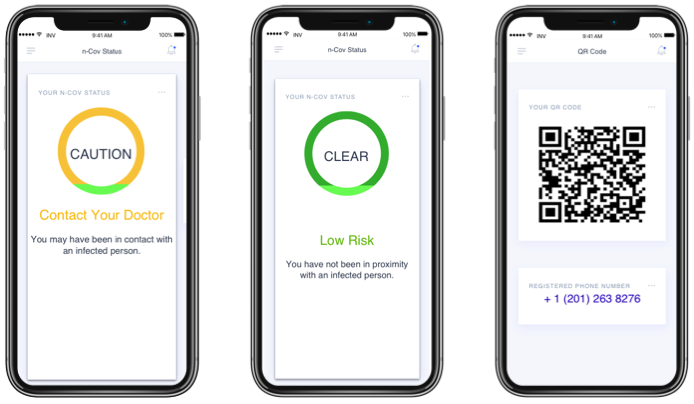 INV 9:41 AM 100%
n-Cov Status
YOUR N-COV STATUS
CAUTION
Contact Your Doctor
You may have been in contact with
an infected person.
INV 9:41 AM 100%
n-Cov Status
YOUR N-COV STATUS
CLEAR
Low Risk
You have not been in proximity
with an infected person.
INV 9:41 AM 100%
QR Code
YOUR QR CODE
REGISTERED PHONE NUMBER
+ 1 (201) 263 8276